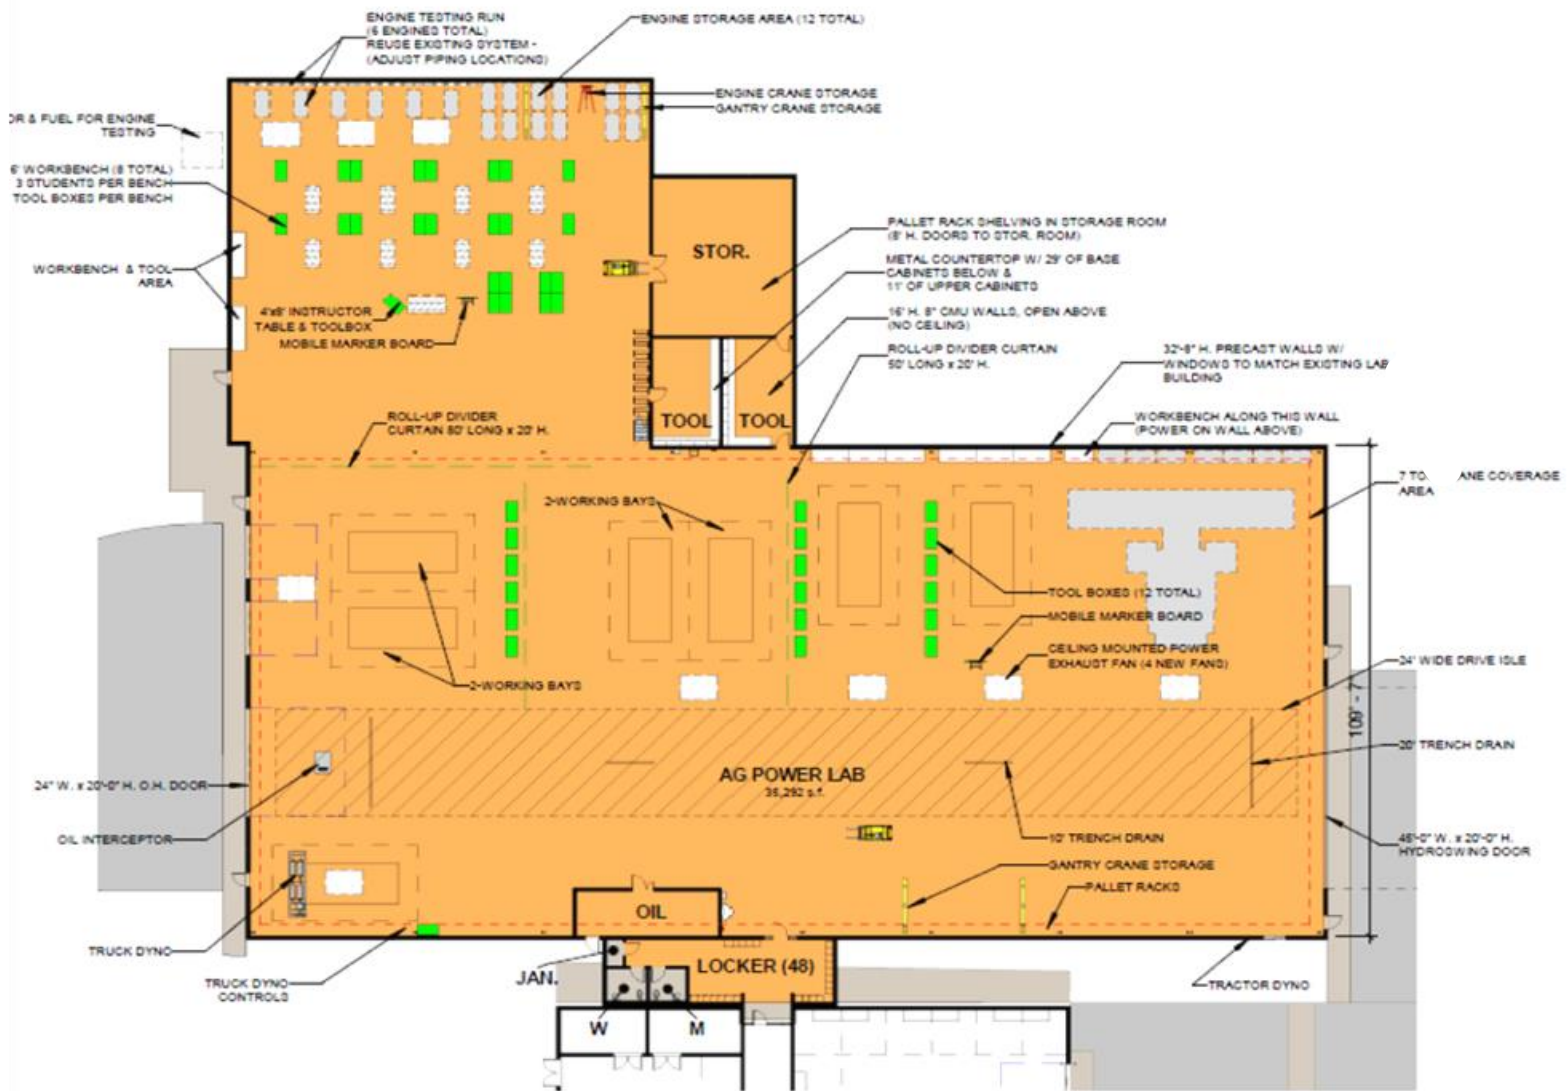 ENGINE TESTING RUN
(6 ENGINES TOTAL)
REUSE EXISTING SYSTEM -
(ADJUST PIPING LOCATIONS)
ENGINE STORAGE AREA (12 TOTAL)
ENGINE CRANE STORAGE
GANTRY CRANE STORAGE
OR & FUEL FOR ENGINE
TESTING
6' WORKBENCH (8 TOTAL)
3 STUDENTS PER BENCH
TOOL BOXES PER BENCH
WORKBENCH & TOOL
AREA
4'x8' INSTRUCTOR
TABLE & TOOLBOX
MOBILE MARKER BOARD
STOR.
PALLET RACK SHELVING IN STORAGE ROOM
(8' H. DOORS TO STOR. ROOM)
METAL COUNTERTOP W/ 29' OF BASE
CABINETS BELOW &
11' OF UPPER CABINETS
16' H. 8" CMU WALLS, OPEN ABOVE
(NO CEILING)
ROLL-UP DIVIDER CURTAIN
50' LONG x 20' H.
32'-8" H. PRECAST WALLS W/
WINDOWS TO MATCH EXISTING LAB
BUILDING
WORKBENCH ALONG THIS WALL
(POWER ON WALL ABOVE)
TOOL
TOOL
ROLL-UP DIVIDER
CURTAIN 80' LONG x 20' H.
7 TO. ANE COVERAGE
AREA
2-WORKING BAYS
TOOL BOXES (12 TOTAL)
MOBILE MARKER BOARD
CEILING MOUNTED POWER
EXHAUST FAN (4 NEW FANS)
2-WORKING BAYS
24' WIDE DRIVE ISLE
109' - 7
20' TRENCH DRAIN
AG POWER LAB
35,292 s.f.
24" W. x 20'-0" H. O.H. DOOR
OIL INTERCEPTOR
10' TRENCH DRAIN
45'-0" W. x 20'-0" H.
HYDROSWING DOOR
GANTRY CRANE STORAGE
PALLET RACKS
OIL
TRUCK DYNO
TRUCK DYNO
CONTROLS
JAN.
LOCKER (48)
TRACTOR DYNO
W
M